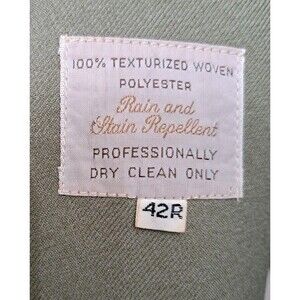 100% TEXTURIZED WOVEN
POLYESTER
Rain and
Stain Repellent
PROFESSIONALLY
DRY CLEAN ONLY
42R